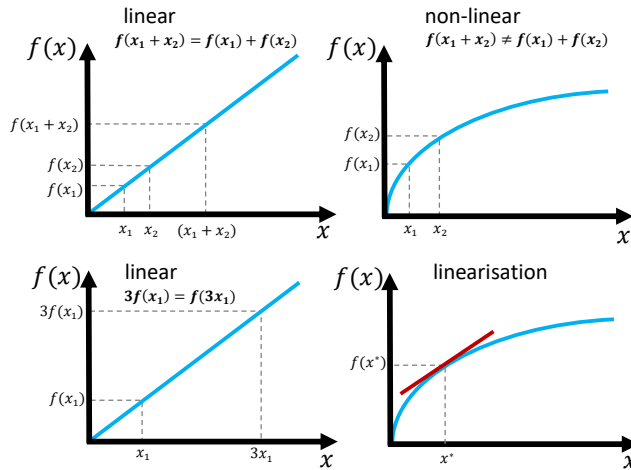 linear
f(x₁ + x₂) = f(x₁) + f(x₂)
f(x)
f(x₁ + x₂)
f(x₂)
f(x₁)
x₁ x₂ (x₁ + x₂)
x
non-linear
f(x₁ + x₂) ≠ f(x₁) + f(x₂)
f(x)
f(x₂)
f(x₁)
x₁ x₂
x
linear
3f(x₁) = f(3x₁)
f(x)
3f(x₁)
f(x₁)
x₁ 3x₁
x
linearisation
f(x)
f(x*)
x*
x